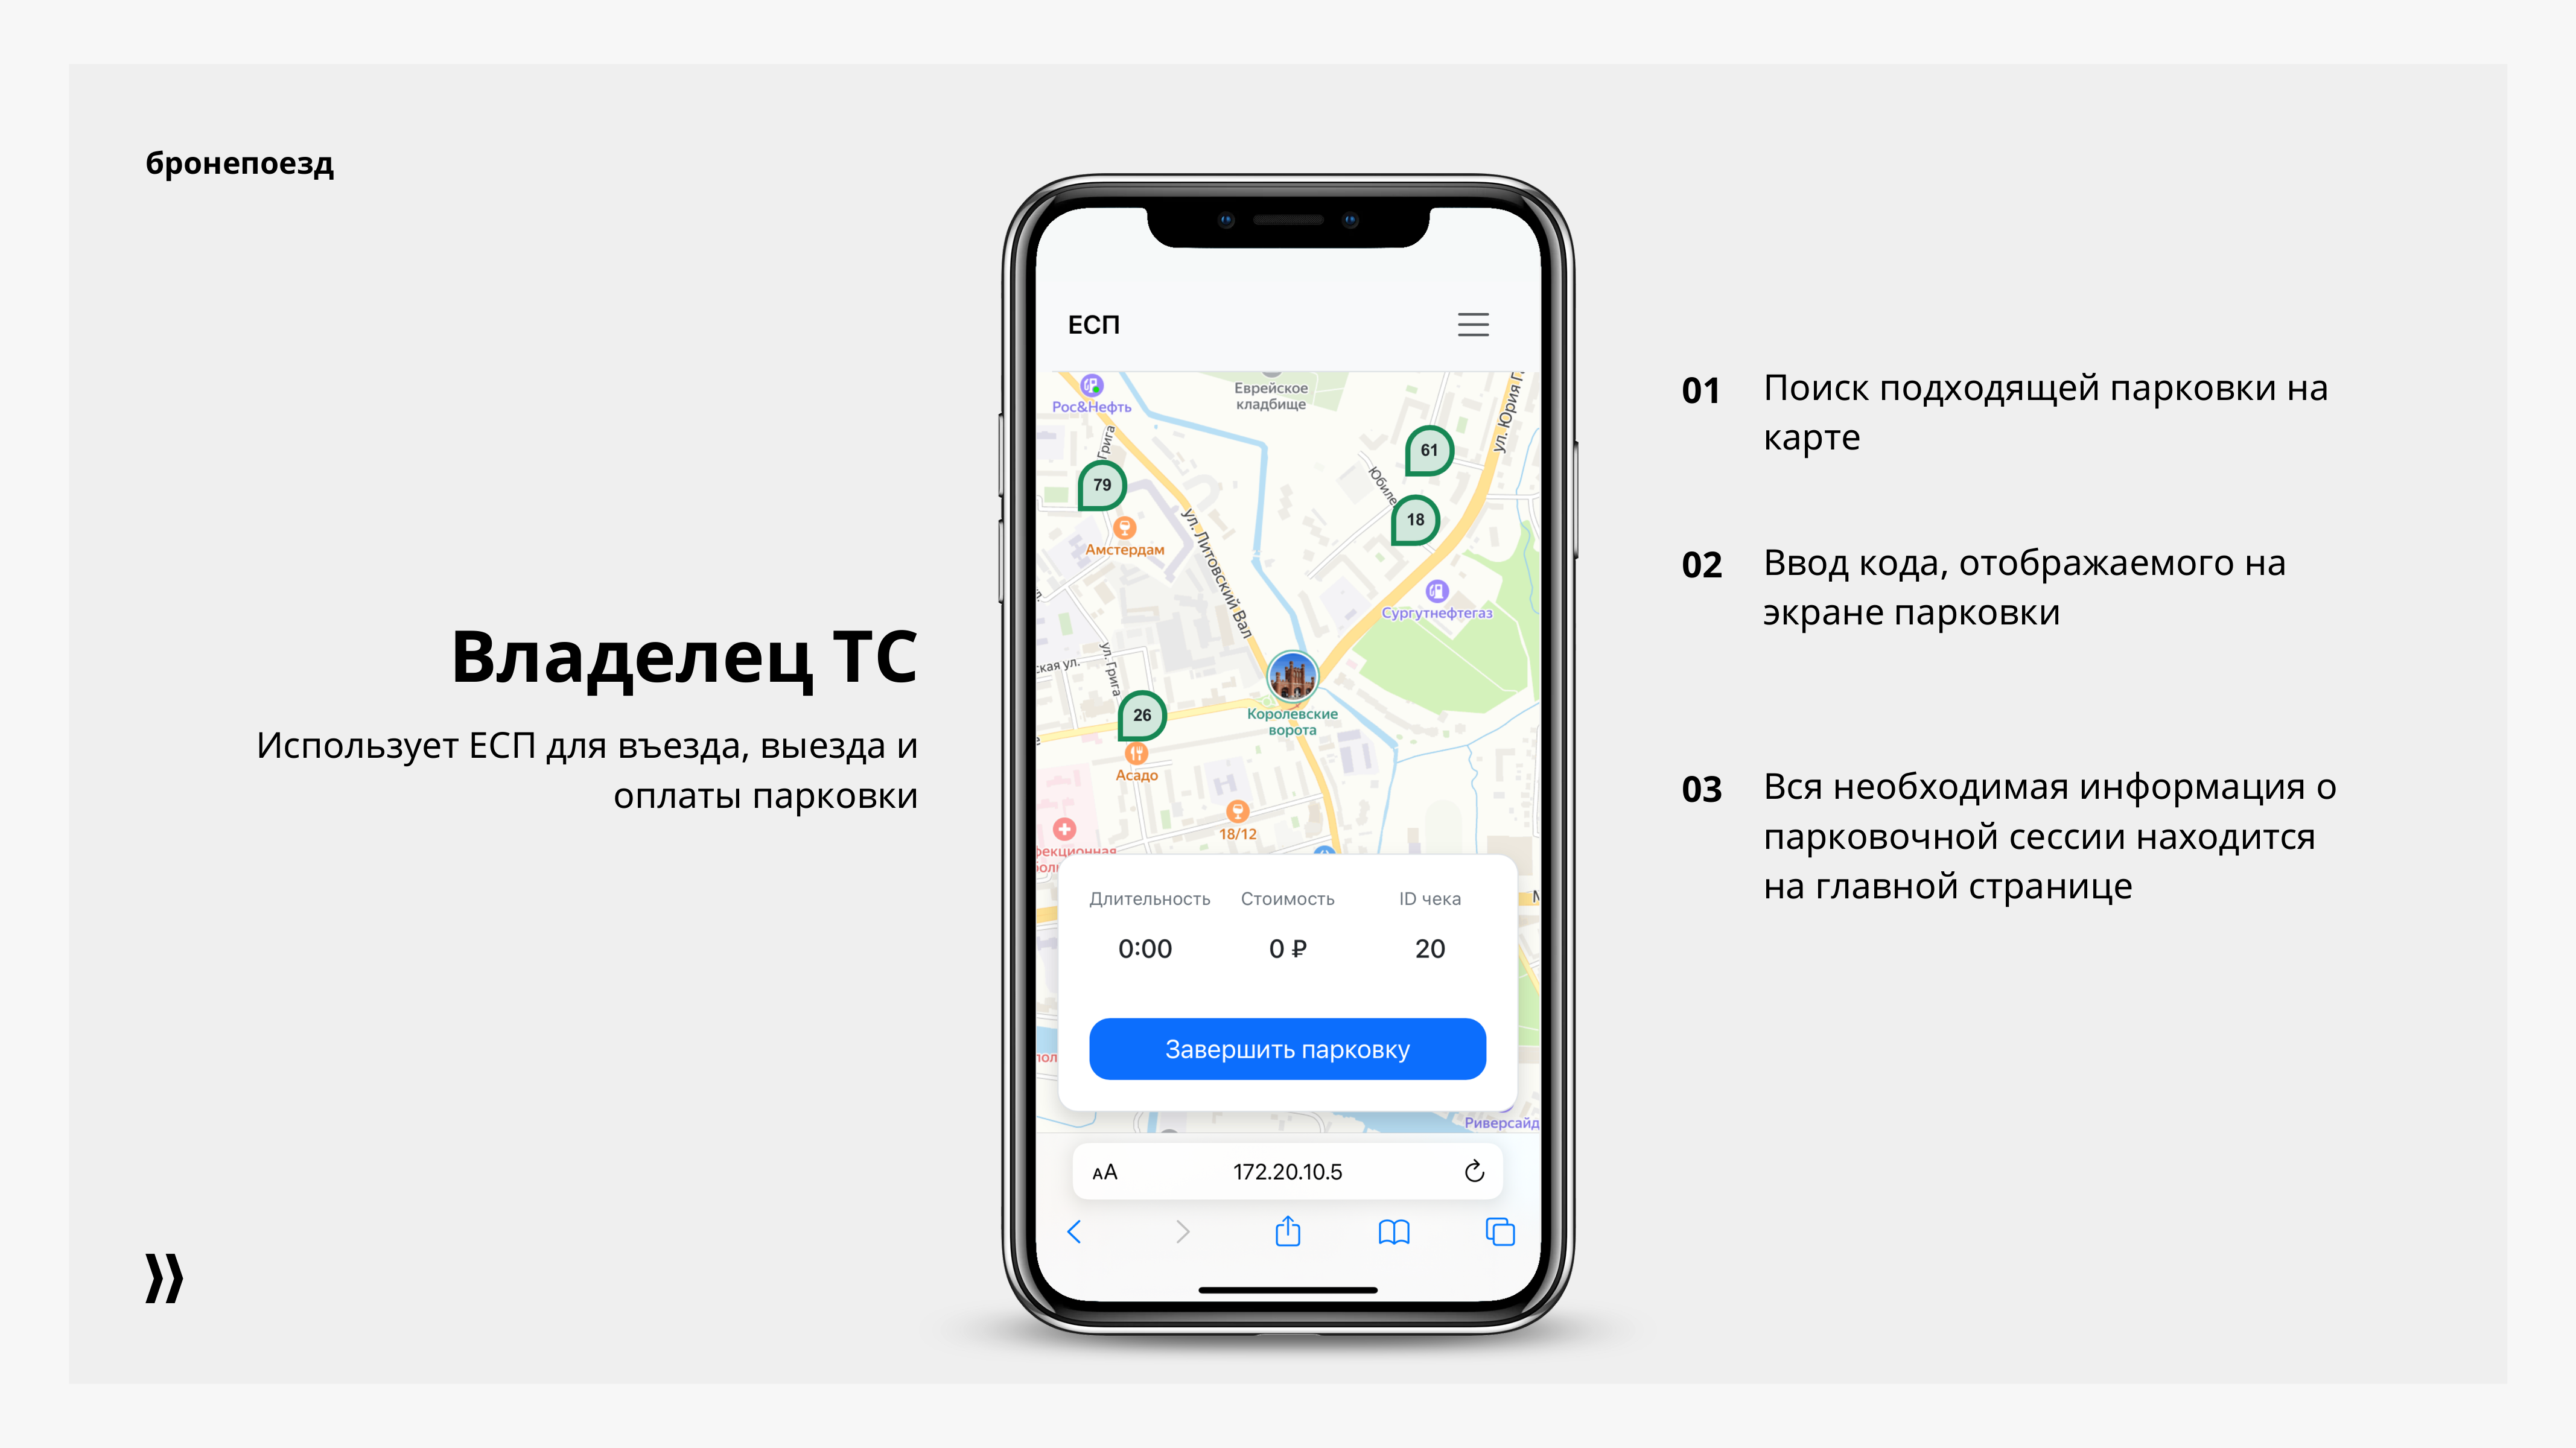 бронепоезд
Владелец ТС
Использует ЕСП для въезда, выезда и
оплаты парковки
ЕСП
Рос&Нефть
Еврейское
кладбище
ул. Юрия Г
Грига
61
79
Юбиле
18
Амстердам
ул. Литовский Вал
Сургутнефтегаз
ская ул.
ул. Грига
26
Королевские
ворота
Асадо
18/12
фекционная
бол
Длительность Стоимость ID чека
0:00 0 ₽ 20
Завершить парковку
пол
Риверсайд
AA 172.20.10.5
01 Поиск подходящей парковки на
карте
02 Ввод кода, отображаемого на
экране парковки
03 Вся необходимая информация о
парковочной сессии находится
на главной странице